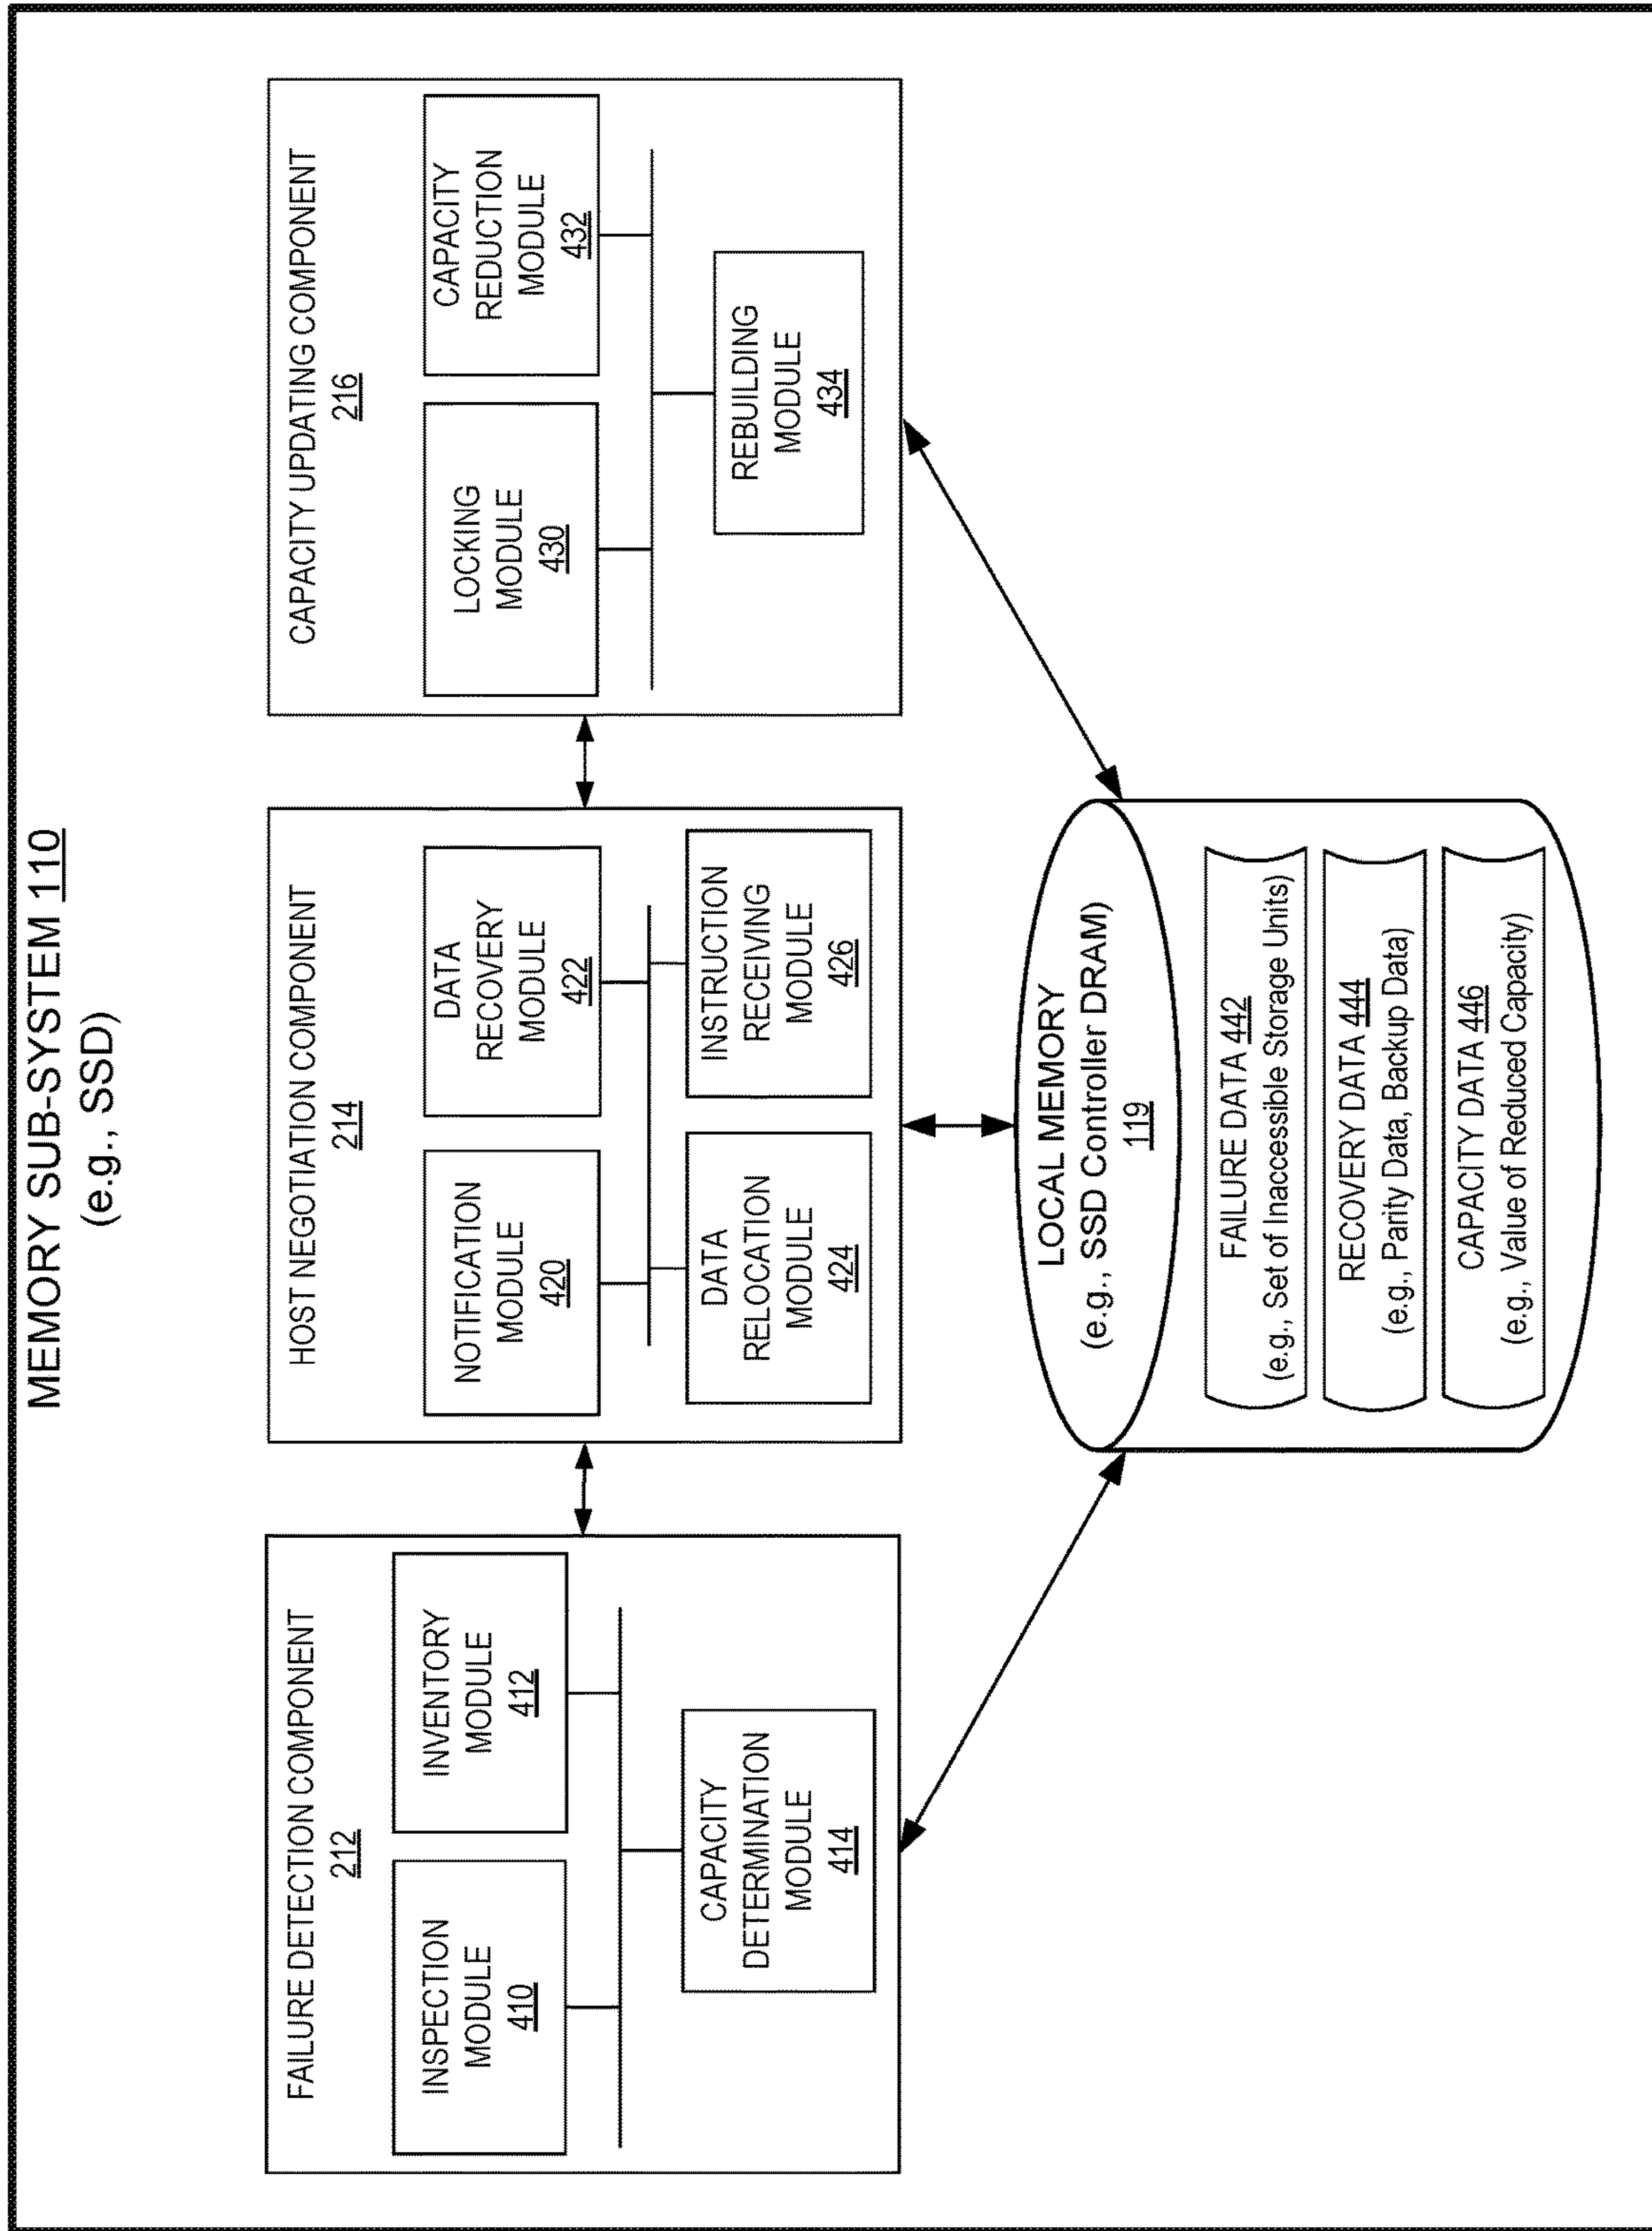 MEMORY SUB-SYSTEM 110
(e.g., SSD)
FAILURE DETECTION COMPONENT
212
INSPECTION
MODULE
410
INVENTORY
MODULE
412
CAPACITY
DETERMINATION
MODULE
414
HOST NEGOTIATION COMPONENT
214
NOTIFICATION
MODULE
420
DATA
RECOVERY
MODULE
422
DATA
RELOCATION
MODULE
424
INSTRUCTION
RECEIVING
MODULE
426
CAPACITY UPDATING COMPONENT
216
LOCKING
MODULE
430
CAPACITY
REDUCTION
MODULE
432
REBUILDING
MODULE
434
LOCAL MEMORY
(e.g., SSD Controller DRAM)
119
FAILURE DATA 442
(e.g., Set of Inaccessible Storage Units)
RECOVERY DATA 444
(e.g., Parity Data, Backup Data)
CAPACITY DATA 446
(e.g., Value of Reduced Capacity)